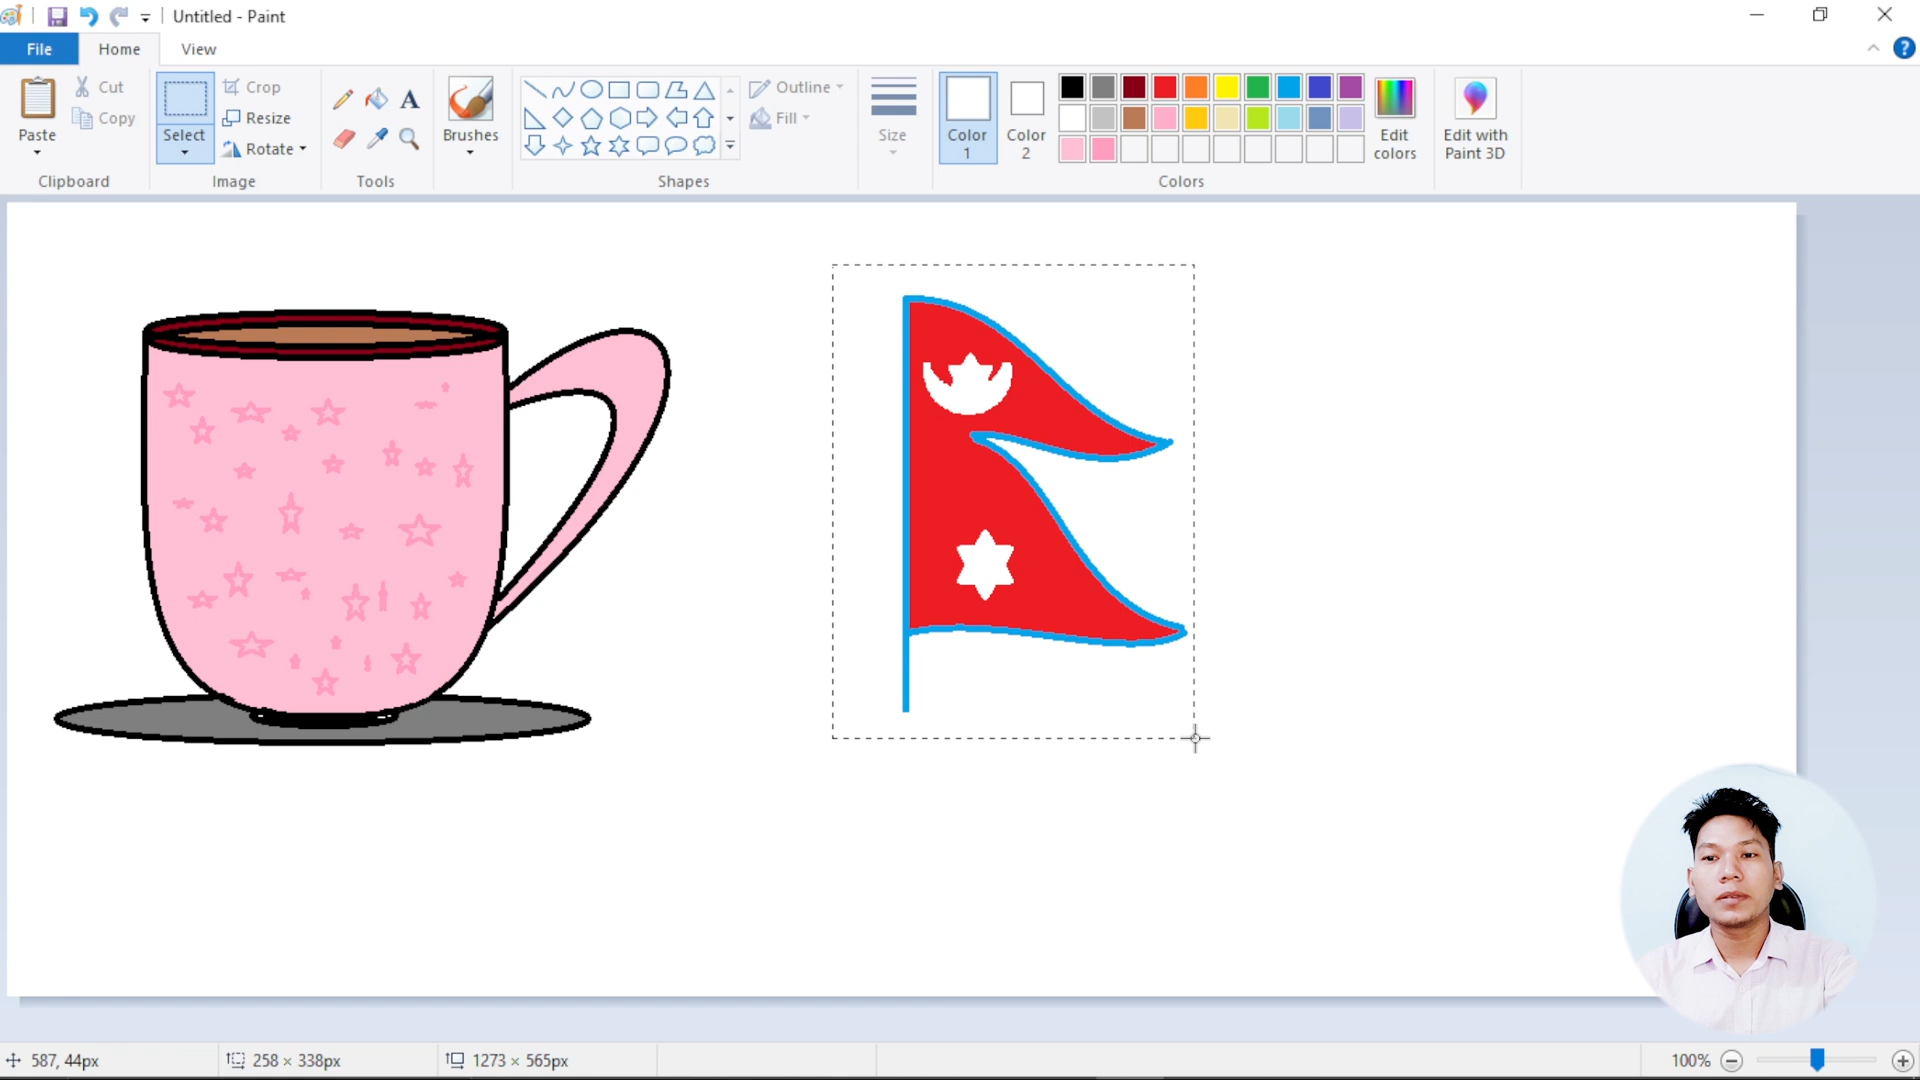 Untitled - Paint
File
Home
View
Paste
Cut
Copy
Clipboard
Select
Crop
Resize
Rotate
Image
Tools
Brushes
Shapes
Outline
Fill
Size
Color 1
Color 2
Colors
Edit colors
Edit with Paint 3D
A
?
587, 44px
258 × 338px
1273 × 565px
100%